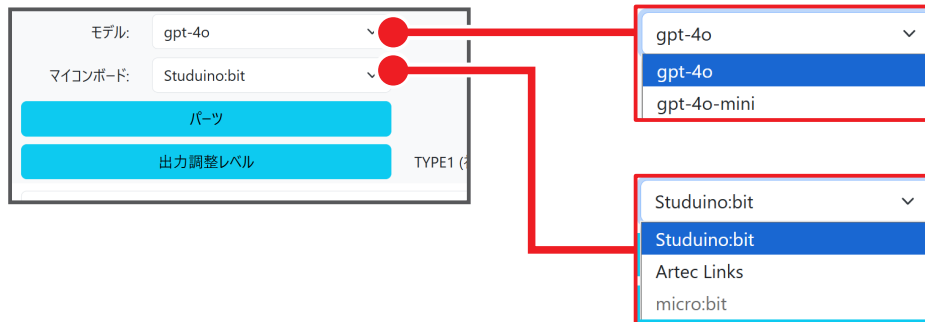 モデル:
gpt-4o
マイコンボード:
Studuino:bit
パーツ
出力調整レベル
TYPE1
gpt-4o
gpt-4o
gpt-4o-mini
Studuino:bit
Studuino:bit
Artec Links
micro:bit